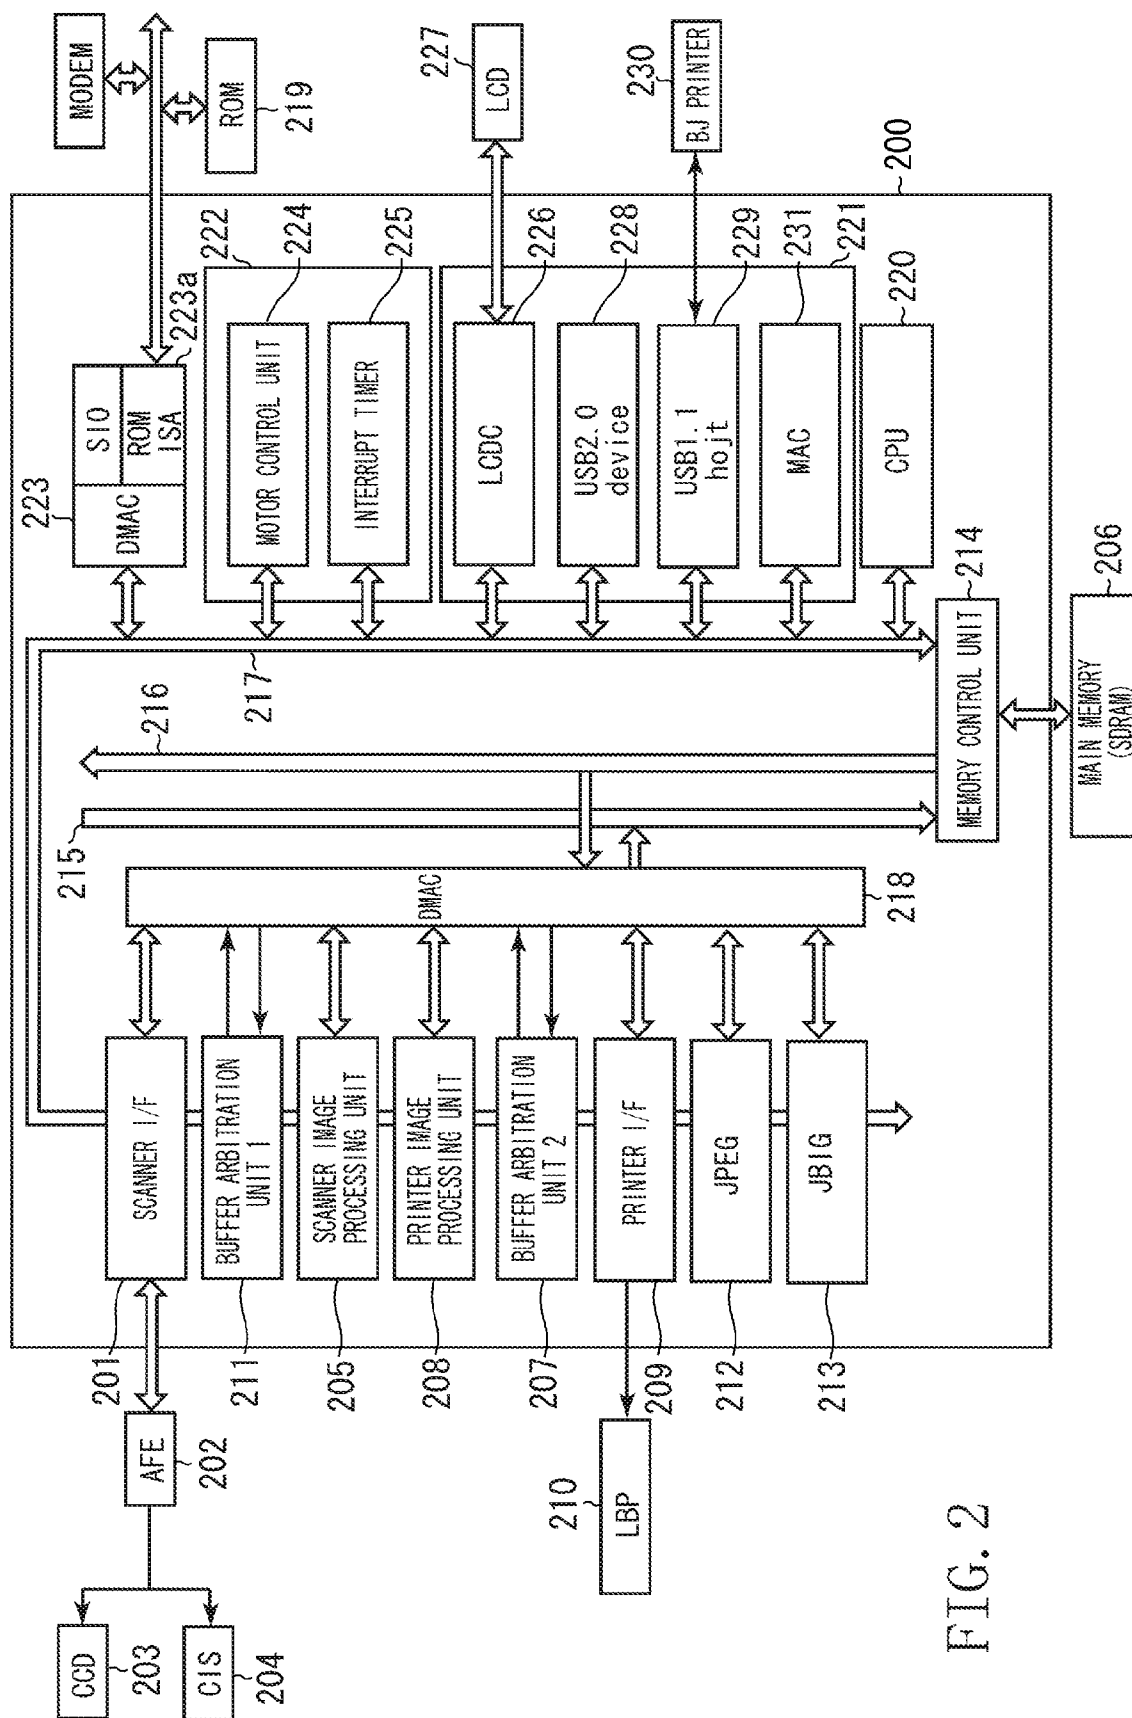 FIG. 2
CCD
203
CIS
204
AFE
202
201
SCANNER I/F
211
BUFFER ARBITRATION
UNIT 1
205
SCANNER IMAGE
PROCESSING UNIT
208
PRINTER IMAGE
PROCESSING UNIT
207
BUFFER ARBITRATION
UNIT 2
209
PRINTER I/F
210
LBP
212
JPEG
213
JBIG
DMAC
218
215
216
217
MEMORY CONTROL UNIT
214
MAIN MEMORY
(SDRAM)
206
223
DMAC
SIO
ROM
ISA
223a
222
MOTOR CONTROL UNIT
224
INTERRUPT TIMER
225
LCDC
226
USB2.0
device
228
USB1.1
hojt
229
MAC
231
221
CPU
220
200
MODEM
ROM
219
LCD
227
BJ PRINTER
230